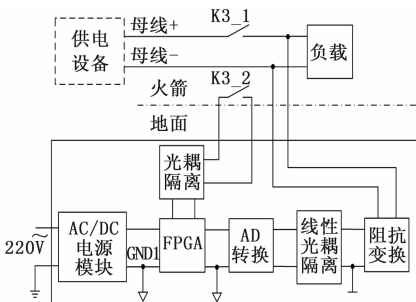 供电
设备
母线+
K3_1
母线-
负载
K3_2
火箭
地面
光耦
隔离
AC/DC
电源
模块
220V
~
GND1
FPGA
AD
转换
线性
光耦
隔离
阻抗
变换